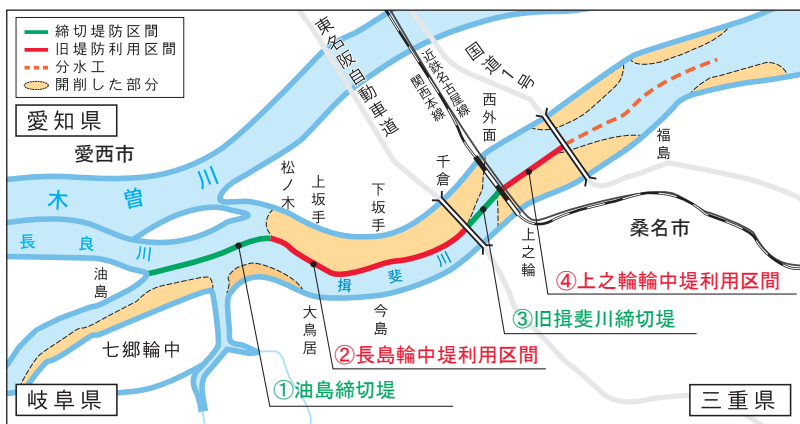 締切堤防区間
旧堤防利用区間
分水工
開削した部分
愛知県
愛西市
木曽川
長良川
揖斐川
東名阪自動車道
近鉄名古屋線
関西本線
国道1号
西外面
千倉
福島
松ノ木
上坂手
下坂手
桑名市
上之輪
油島
大鳥居
今島
七郷輪中
④上之輪輪中堤利用区間
③旧揖斐川締切堤
②長島輪中堤利用区間
①油島締切堤
岐阜県
三重県